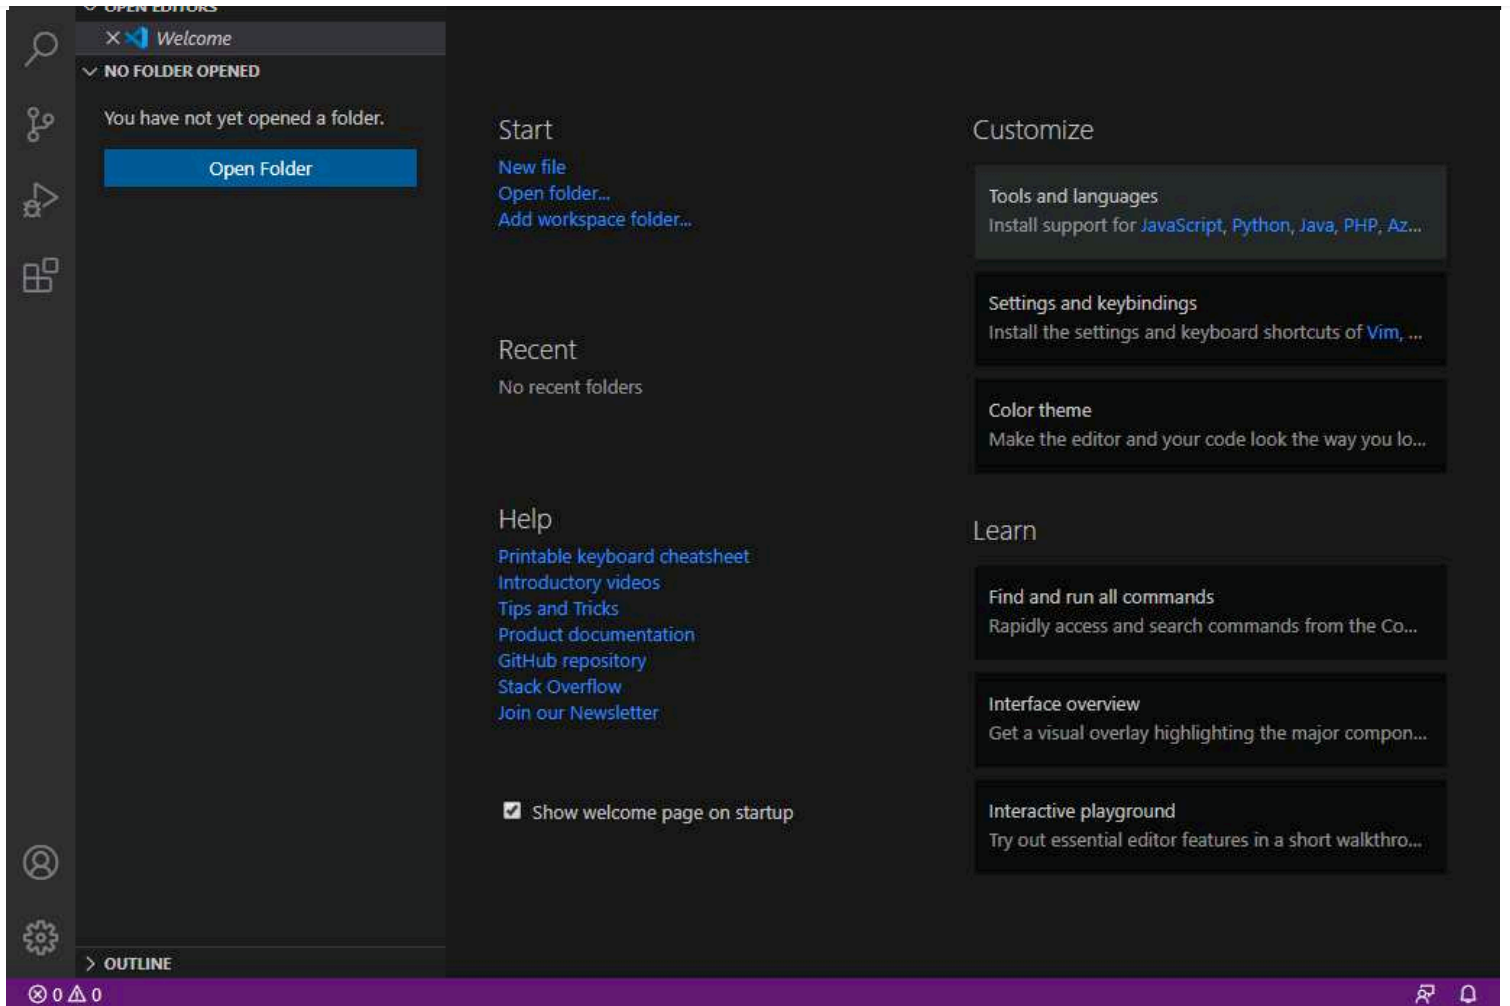 OPEN EDITORS
Welcome
NO FOLDER OPENED
You have not yet opened a folder.
Open Folder
OUTLINE
Start
New file
Open folder...
Add workspace folder...
Recent
No recent folders
Help
Printable keyboard cheatsheet
Introductory videos
Tips and Tricks
Product documentation
GitHub repository
Stack Overflow
Join our Newsletter
Show welcome page on startup
Customize
Tools and languages
Install support for JavaScript, Python, Java, PHP, Az...
Settings and keybindings
Install the settings and keyboard shortcuts of Vim, ...
Color theme
Make the editor and your code look the way you lo...
Learn
Find and run all commands
Rapidly access and search commands from the Co...
Interface overview
Get a visual overlay highlighting the major compon...
Interactive playground
Try out essential editor features in a short walkthro...
0 0